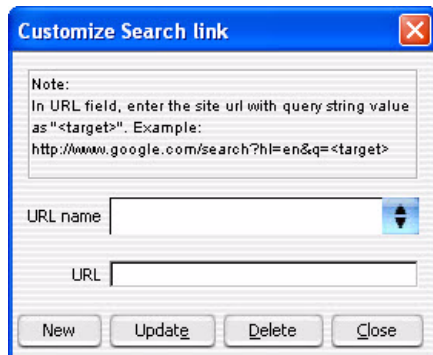 Customize Search link
Note:
In URL field, enter the site url with query string value
as "<target>". Example:
http://www.google.com/search?hl=en&q=<target>
URL name
URL
New Update Delete Close